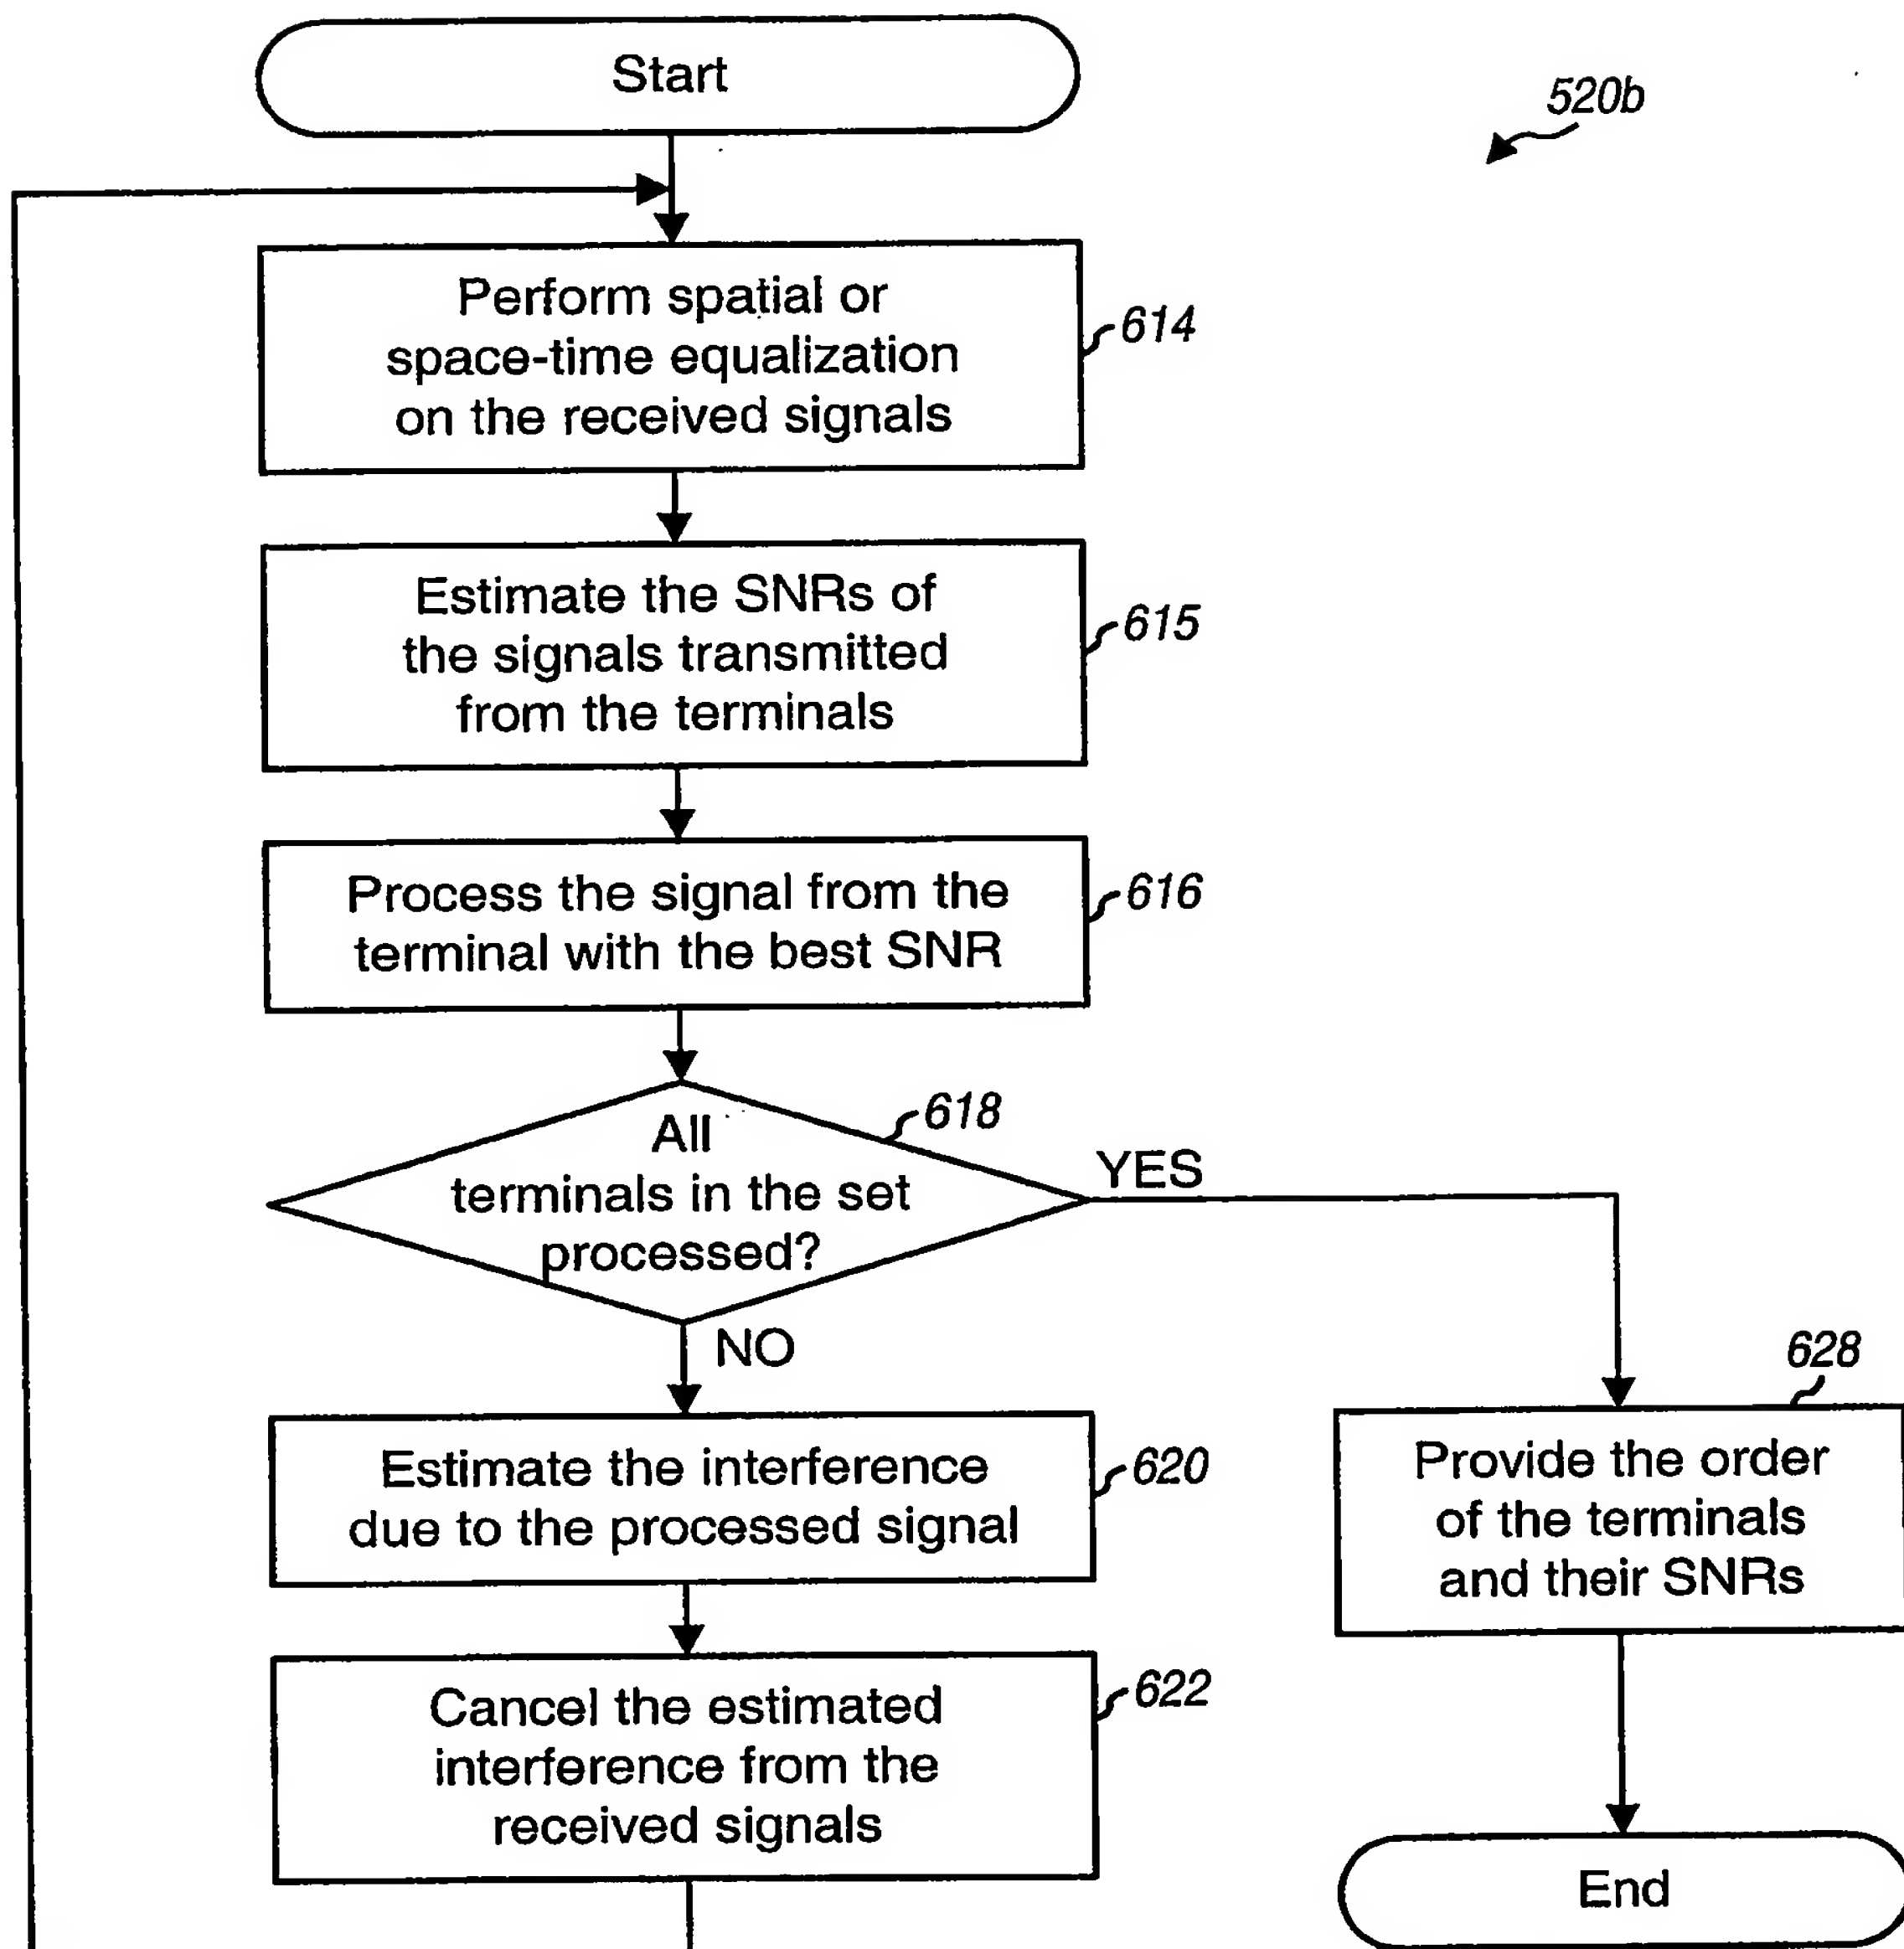 Start
520b
Perform spatial or
space-time equalization
on the received signals
614
Estimate the SNRs of
the signals transmitted
from the terminals
615
Process the signal from the
terminal with the best SNR
616
All
terminals in the set
processed?
618
YES
NO
628
Estimate the interference
due to the processed signal
620
Provide the order
of the terminals
and their SNRs
Cancel the estimated
interference from the
received signals
622
End